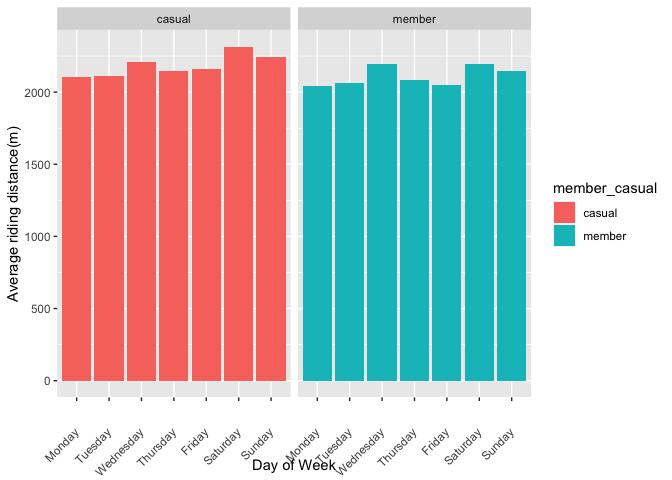 casual
member
Average riding distance(m)
2000
1500
1000
500
0
Monday
Tuesday
Wednesday
Thursday
Friday
Saturday
Sunday
Monday
Tuesday
Wednesday
Thursday
Friday
Saturday
Sunday
Day of Week
member_casual
casual
member